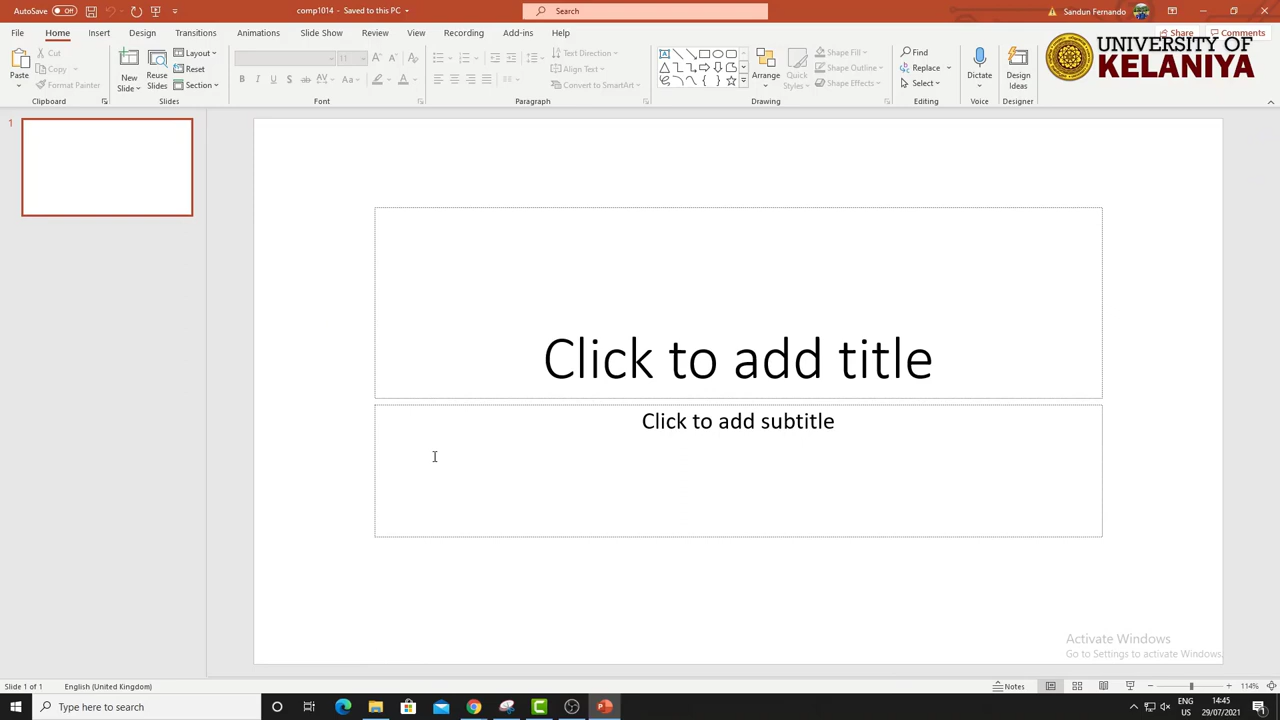 AutoSave Off comp1014 - Saved to this PC Search Sandun Fernando
File Home Insert Design Transitions Animations Slide Show Review View Recording Add-ins Help Share Comments
Paste Cut Copy Format Painter
New Slide Reuse Slides Layout Reset Section
11 B I U S ab AV Aa A
Text Direction Align Text Convert to SmartArt
Arrange Quick Styles Shape Fill Shape Outline Shape Effects
Find Replace Select
Dictate
Design Ideas
Clipboard Slides Font Paragraph Drawing Editing Voice Designer
UNIVERSITY OF
KELANIYA
1
Click to add title
Click to add subtitle
Activate Windows
Go to Settings to activate Windows.
Slide 1 of 1 English (United Kingdom) Notes 114%
Type here to search
ENG
US
14:45
29/07/2021